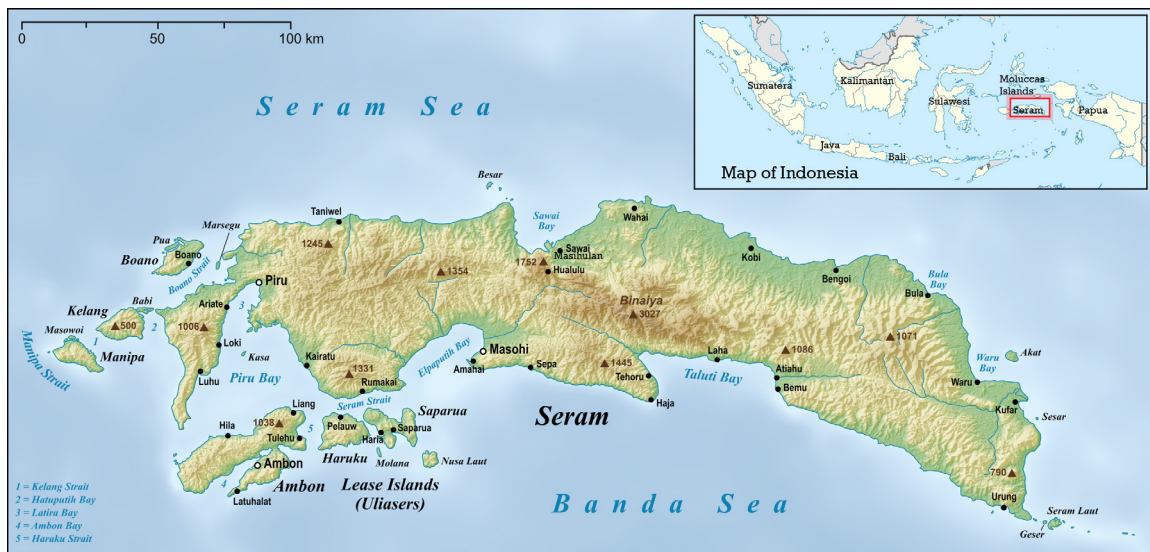 0
50
100 km
Seram Sea
Sumatera
Kalimantan
Sulawesi
Moluccas
Islands
Seram
Papua
Java
Bali
Map of Indonesia
Besar
Taniwel
Marsegu
Pua
Boano
Boano
Boano Strait
1245
1354
1752
Sawai
Bay
Sawai
Masihulan
Hualulu
Wahai
Kobi
Bengoi
Bula
Bay
Bula
Piru
Ariate
3
Babi
Kelang
500
2
1006
Masowoi
1
Manipa
Manipa Strait
Loki
Kasa
Luhu
Piru Bay
Kairatu
1331
Rumakai
Seram Strait
Elpaputih Bay
Masohi
Amahai
Sepa
Binaiya
3027
1445
Tehoru
Haja
Laha
Taluti Bay
1086
Atiahu
Bemu
1071
Akat
Waru
Bay
Waru
Kufar
Sesar
Seram
Liang
1038
Hila
Tulehu
5
Pelauw
Haria
Saparua
Saparua
Haruku
Molana
Nusa Laut
Ambon
Ambon
4
Latuhalat
Lease Islands
(Uliasers)
Banda Sea
790
Urung
Seram Laut
Geser
1 = Kelang Strait
2 = Hatuputih Bay
3 = Latira Bay
4 = Ambon Bay
5 = Haraku Strait